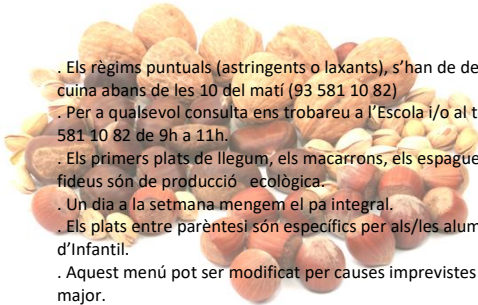 . Els règims puntuals (astringents o laxants), s’han de de
cuina abans de les 10 del matí (93 581 10 82)
. Per a qualsevol consulta ens trobareu a l’Escola i/o al t
581 10 82 de 9h a 11h.
. Els primers plats de llegum, els macarrons, els espague
fideus són de producció ecològica.
. Un dia a la setmana mengem el pa integral.
. Els plats entre parèntesi són específics per als/les alum
d’Infantil.
. Aquest menú pot ser modificat per causes imprevistes
major.